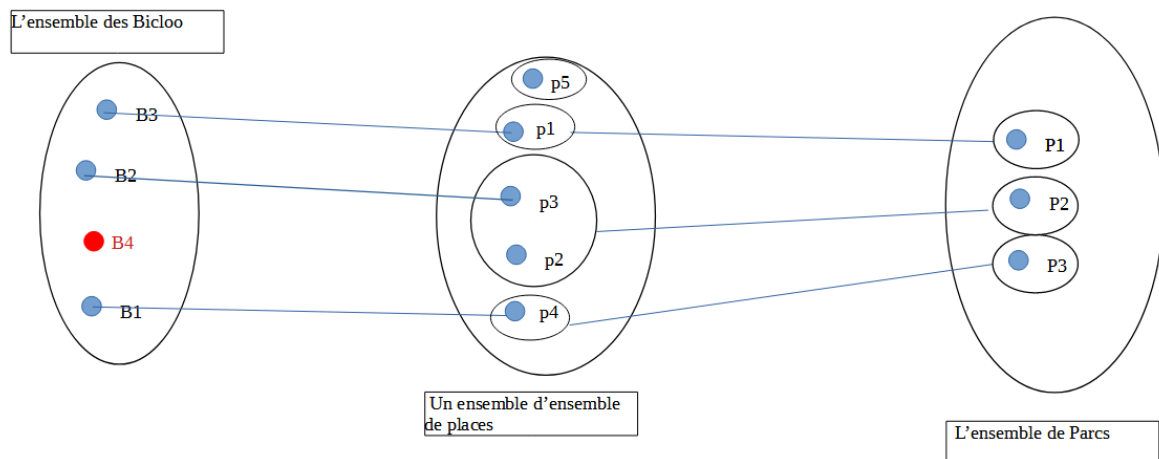 L'ensemble des Bicloo
B3
B2
B4
B1
p5
p1
p3
p2
p4
P1
P2
P3
Un ensemble d'ensemble
de places
L'ensemble de Parcs